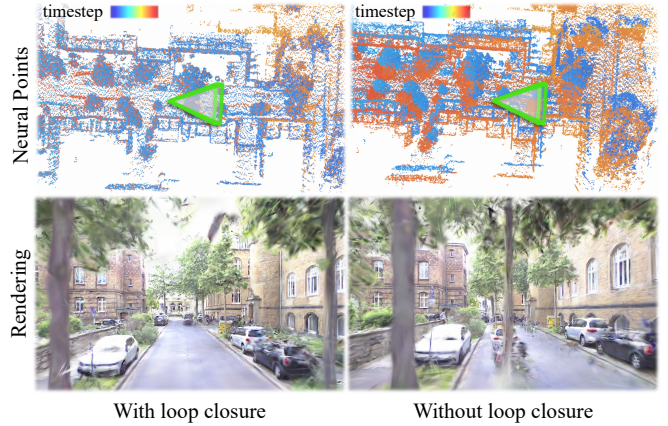 timestep
timestep
Neural Points
Rendering
With loop closure
Without loop closure